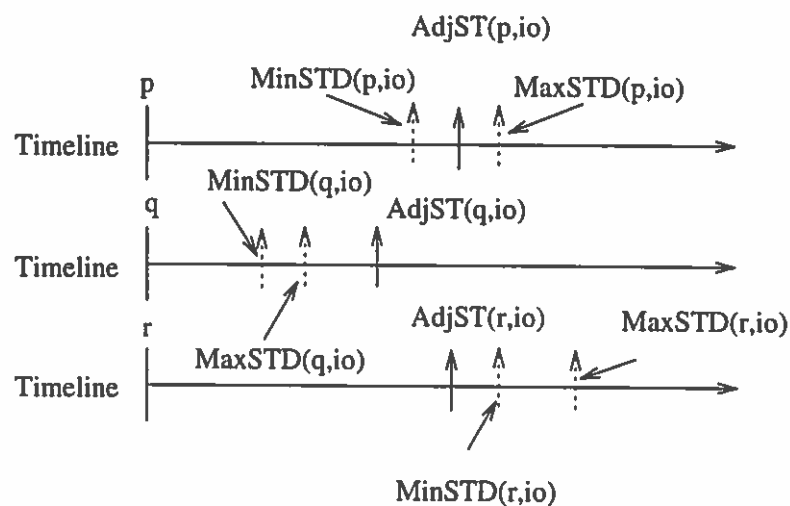 AdjST(p,io)
MinSTD(p,io)
MaxSTD(p,io)
p
Timeline
MinSTD(q,io)
q
AdjST(q,io)
Timeline
r
AdjST(r,io)
MaxSTD(r,io)
MaxSTD(q,io)
Timeline
MinSTD(r,io)